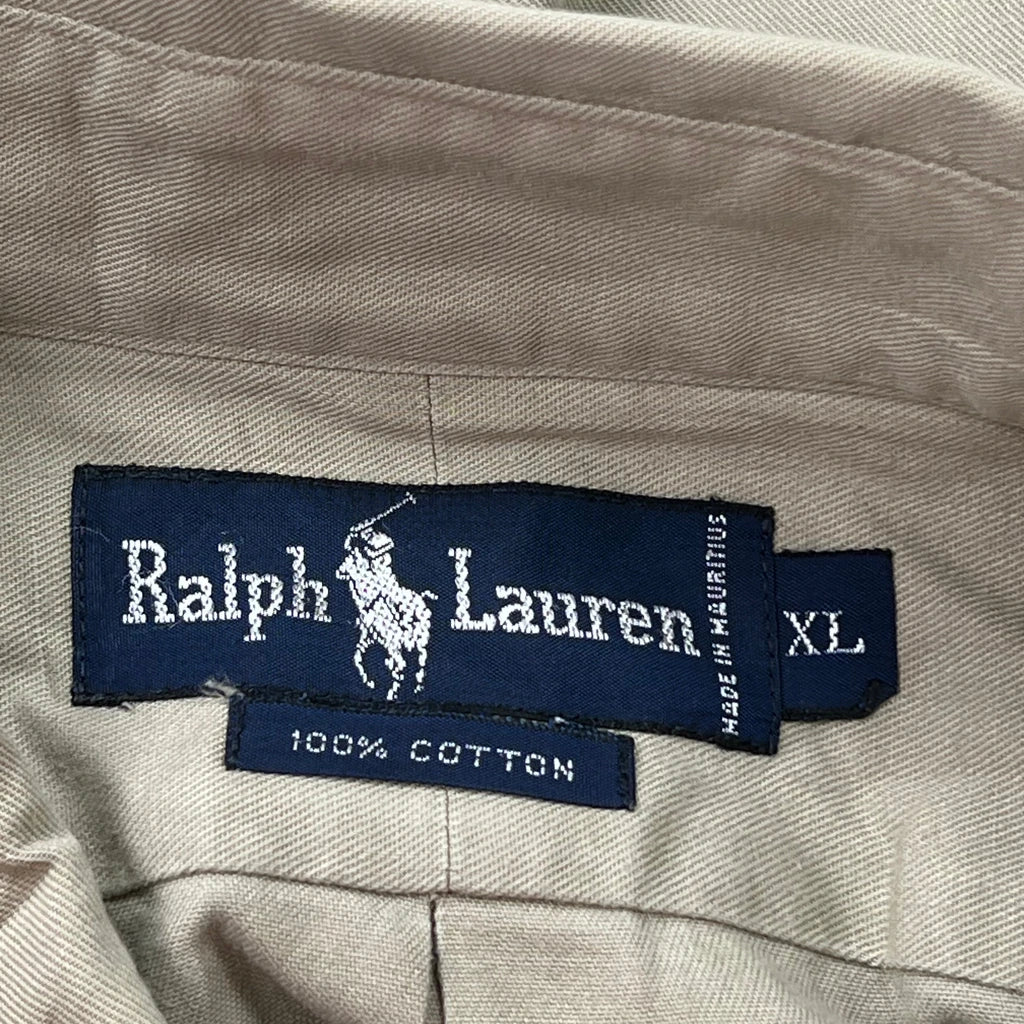 Ralph Lauren
MADE IN MAURITIUS
XL
100% COTTON